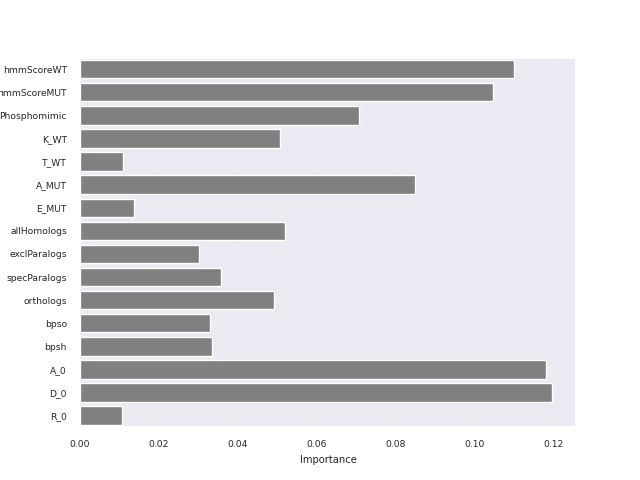 hmmScoreWT
hmmScoreMUT
Phosphomimic
K_WT
T_WT
A_MUT
E_MUT
allHomologs
exclParalogs
specParalogs
orthologs
bpso
bpsh
A_0
D_0
R_0
0.00 0.02 0.04 0.06 0.08 0.10 0.12
Importance